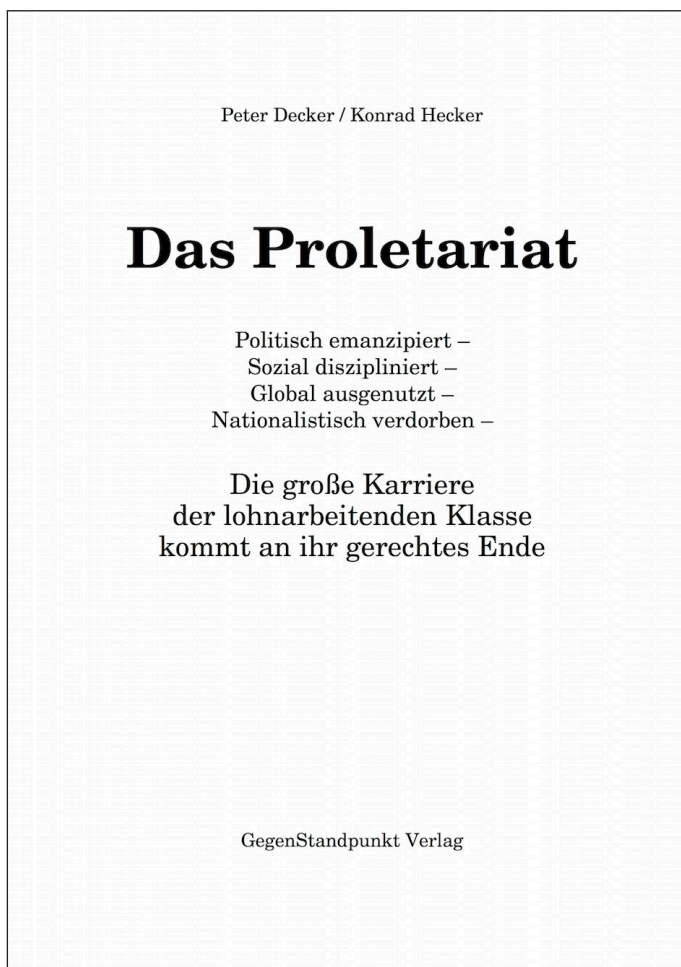 Peter Decker / Konrad Hecker
Das Proletariat
Politisch emanzipiert –
Sozial diszipliniert –
Global ausgenutzt –
Nationalistisch verdorben –
Die große Karriere
der lohnarbeitenden Klasse
kommt an ihr gerechtes Ende
GegenStandpunkt Verlag